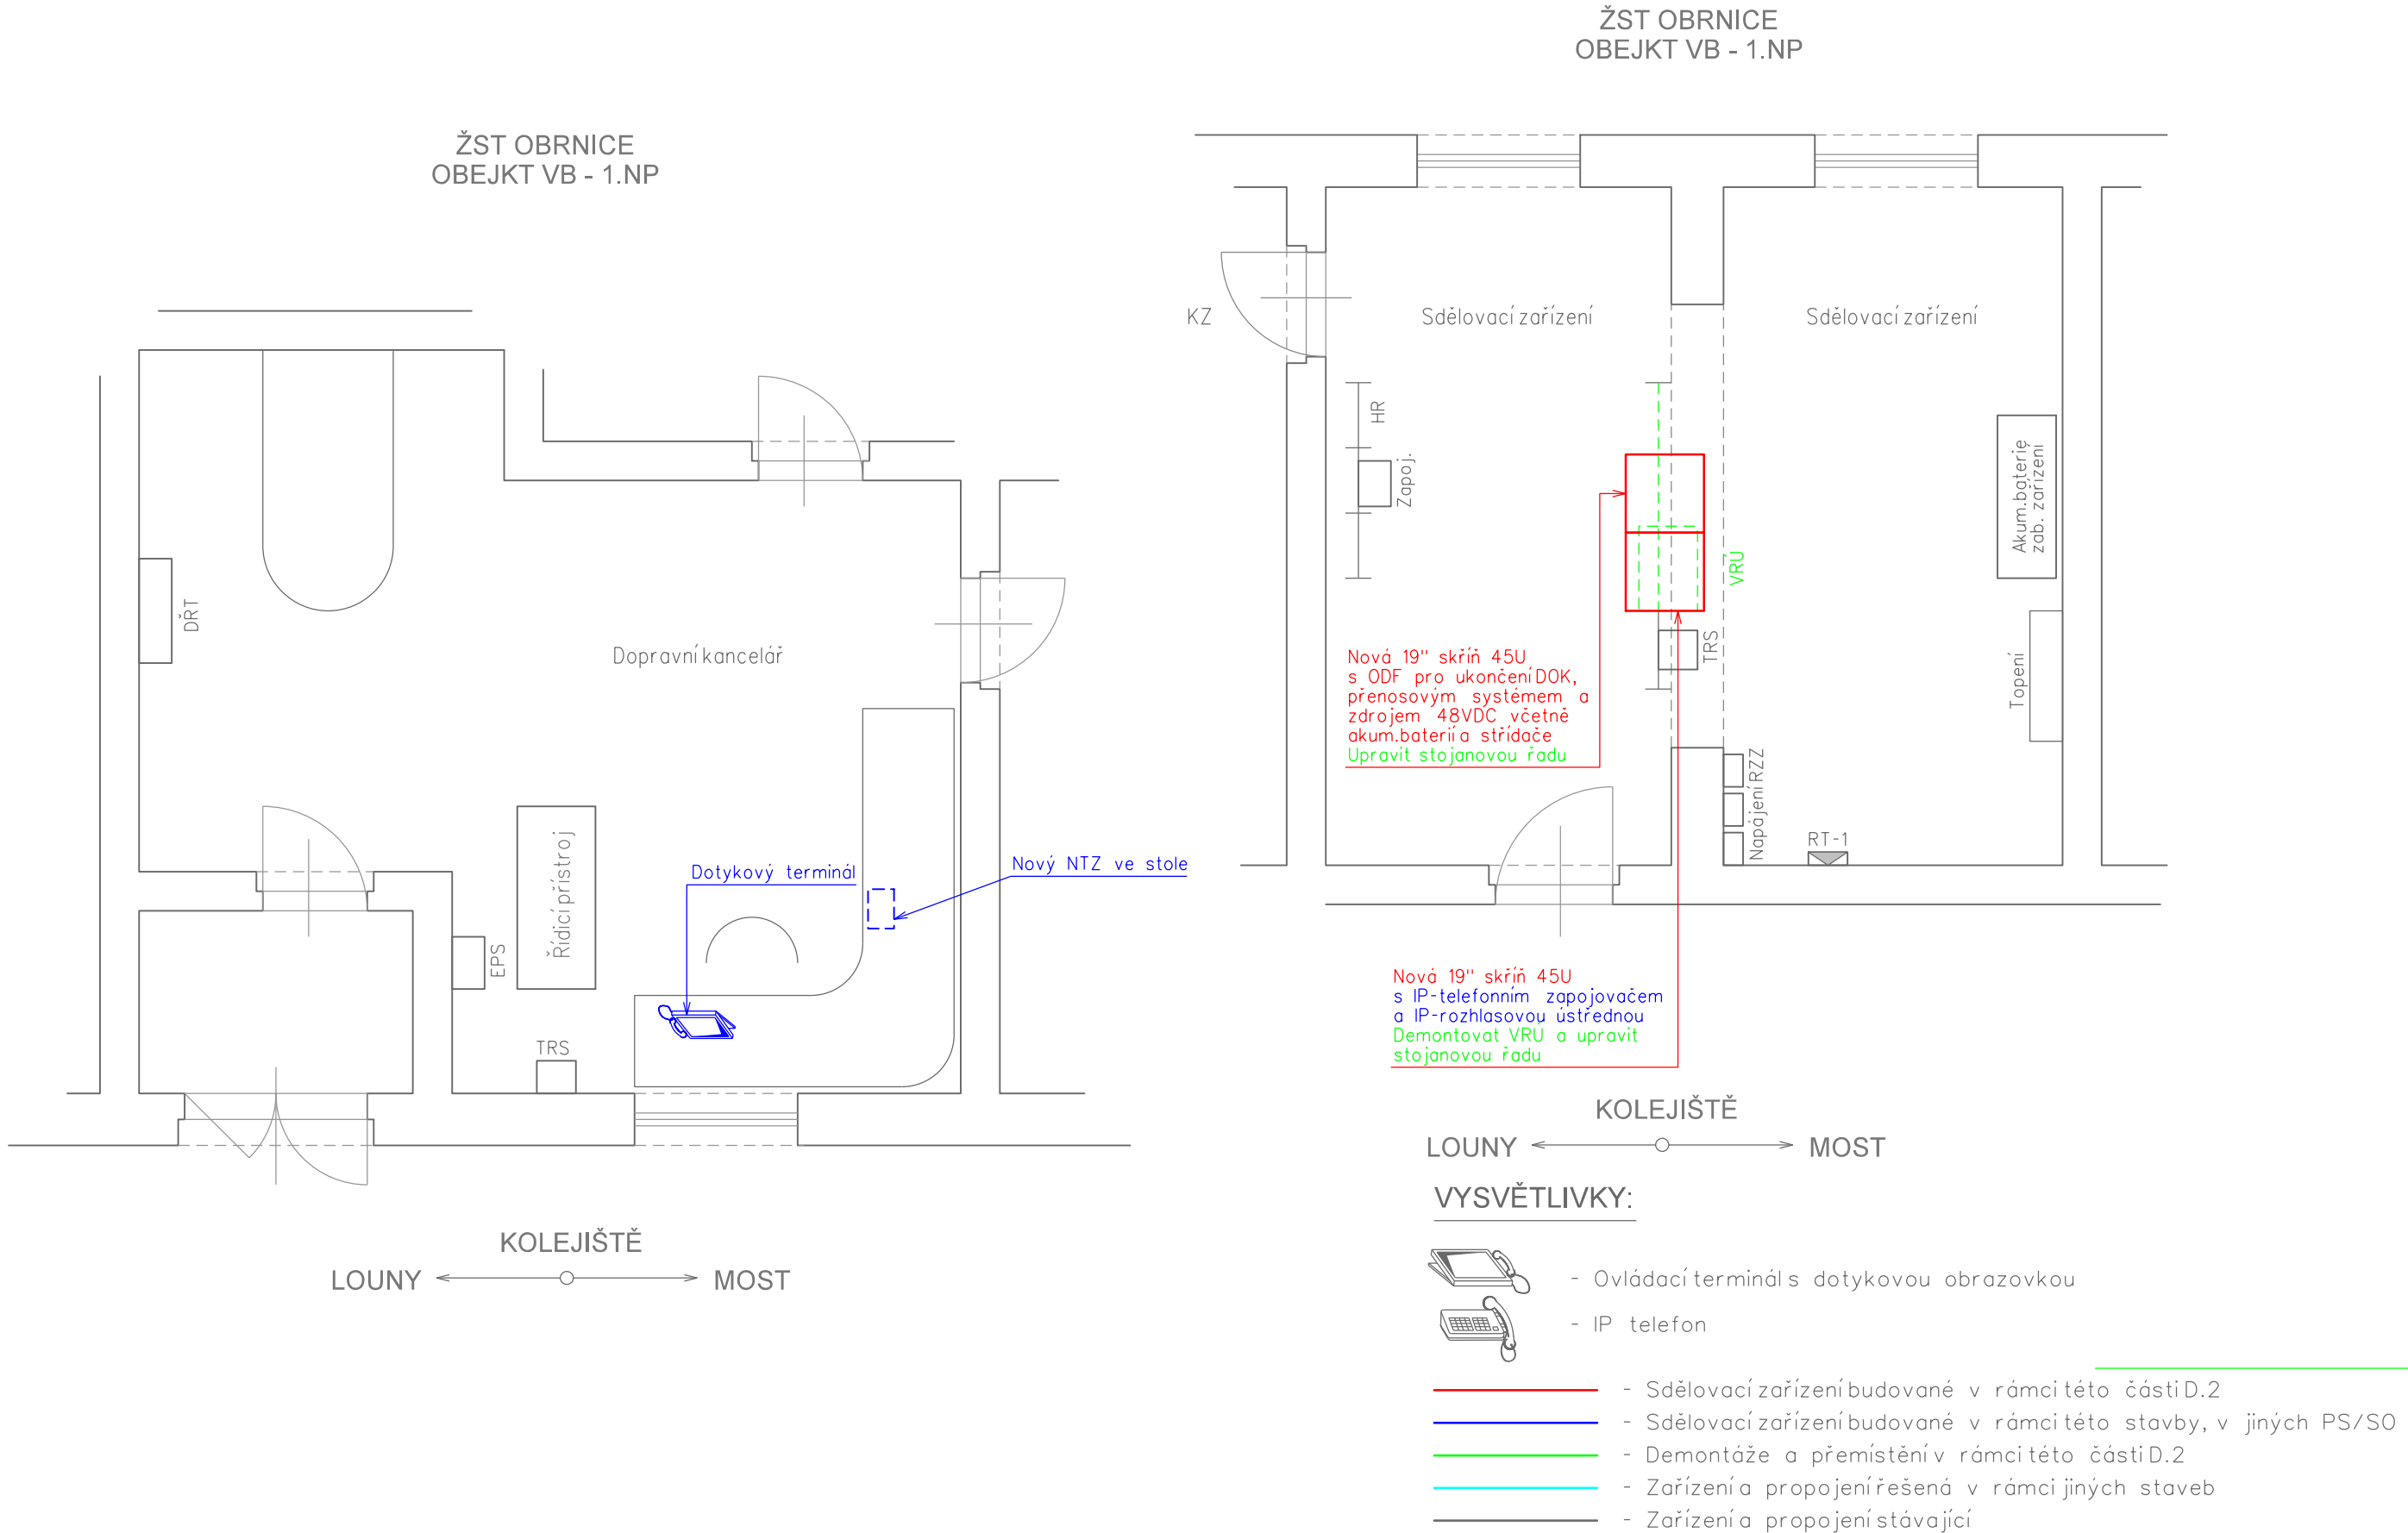 ŽST OBRNICE
OBEJKT VB - 1.NP
ŽST OBRNICE
OBEJKT VB - 1.NP
DŘT
Dopravní kancelář
Řídicí přístroj
EPS
TRS
Dotykový terminál
Nový NTZ ve stole
KOLEJIŠTĚ
LOUNY
MOST
KZ
Sdělovací zařízení
Sdělovací zařízení
HR
Zapoj.
VRÚ
TRS
Akum.baterie
zab. zařízení
Topení
Napájení RZZ
RT-1
Nová 19" skříň 45U
s ODF pro ukončení DOK,
přenosovým systémem a
zdrojem 48VDC včetně
akum.baterií a střídače
Upravit stojanovou řadu
Nová 19" skříň 45U
s IP-telefonním zapojovačem
a IP-rozhlasovou ústřednou
Demontovat VRÚ a upravit
stojanovou řadu
KOLEJIŠTĚ
LOUNY
MOST
VYSVĚTLIVKY:
- Ovládací terminál s dotykovou obrazovkou
- IP telefon
- Sdělovací zařízení budované v rámci této části D.2
- Sdělovací zařízení budované v rámci této stavby, v jiných PS/SO
- Demontáže a přemístění v rámci této části D.2
- Zařízení a propojení řešená v rámci jiných staveb
- Zařízení a propojení stávající